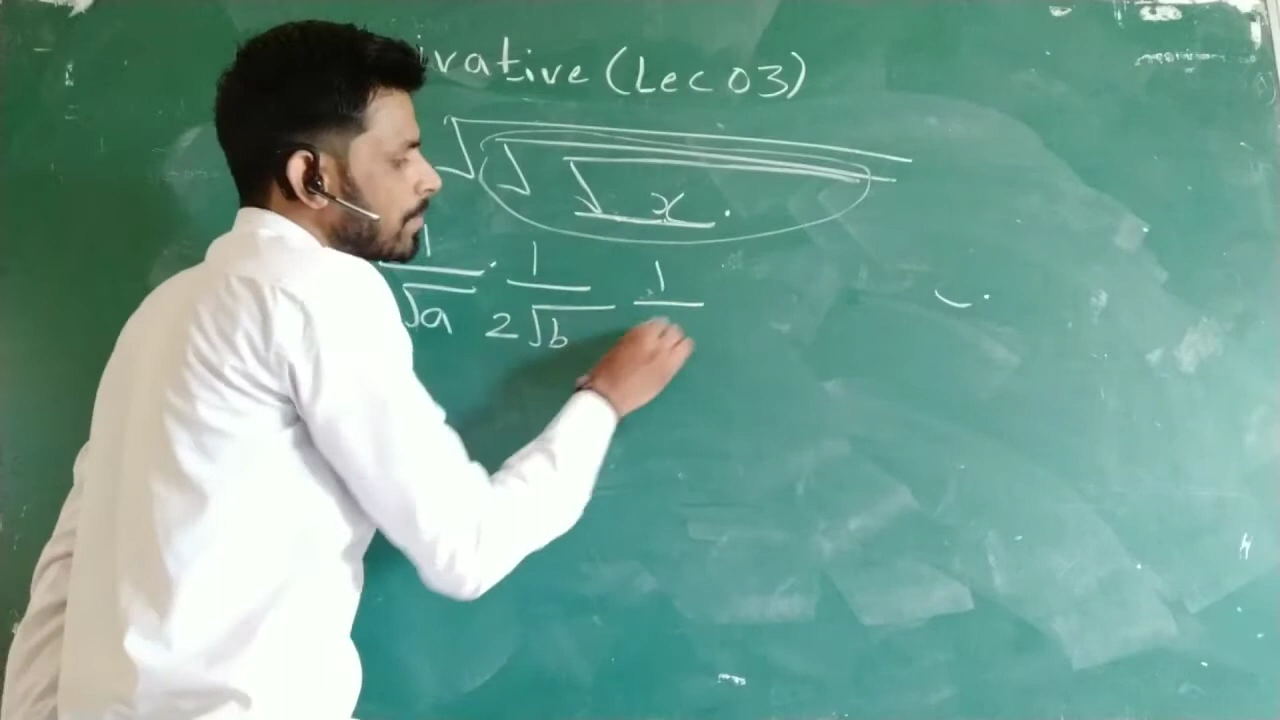 ivative (Lec 03)
√√√x.
1/√a · 1/2√b 1/